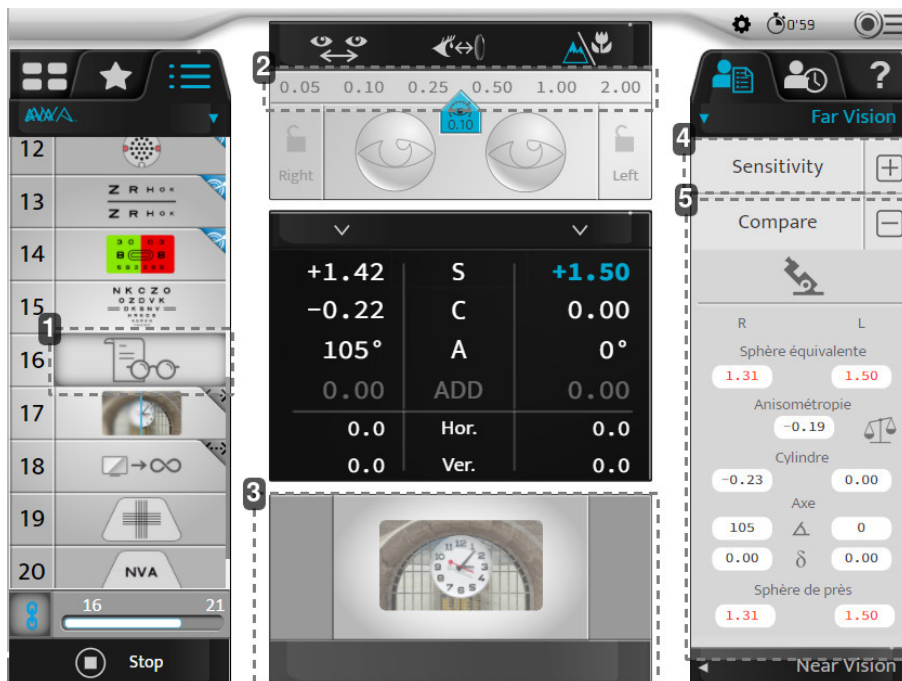 0'59
?
Far Vision
12
13
Z R H O K
Z R H O K
14
15
N K C Z O
O Z D V K
D K S N V
16
17
18
19
20
NVA
16 21
Stop
1
2
0.05 0.10 0.25 0.50 1.00 2.00
0.10
Right
Left
+1.42 S +1.50
−0.22 C 0.00
105° A 0°
0.00 ADD 0.00
0.0 Hor. 0.0
0.0 Ver. 0.0
3
4
Sensitivity
5
Compare
R L
Sphère équivalente
1.31 1.50
Anisométropie
−0.19
Cylindre
−0.23 0.00
Axe
105 0
0.00 δ 0.00
Sphère de près
1.31 1.50
Near Vision